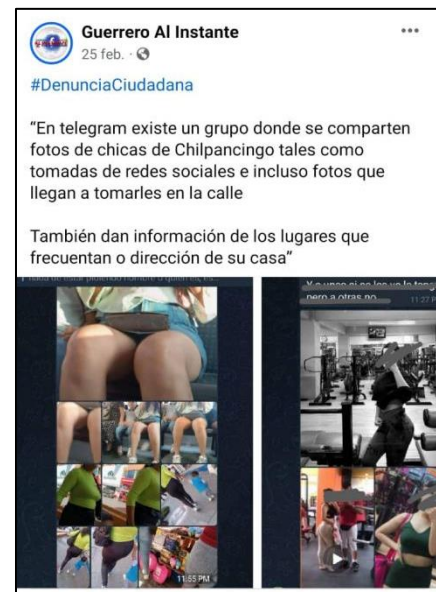 Guerrero Al Instante
25 feb.
#DenunciaCiudadana
“En telegram existe un grupo donde se comparten
fotos de chicas de Chilpancingo tales como
tomadas de redes sociales e incluso fotos que
llegan a tomarles en la calle
También dan información de los lugares que
frecuentan o dirección de su casa”
pero a otras no
11:27 P
11:55 PM